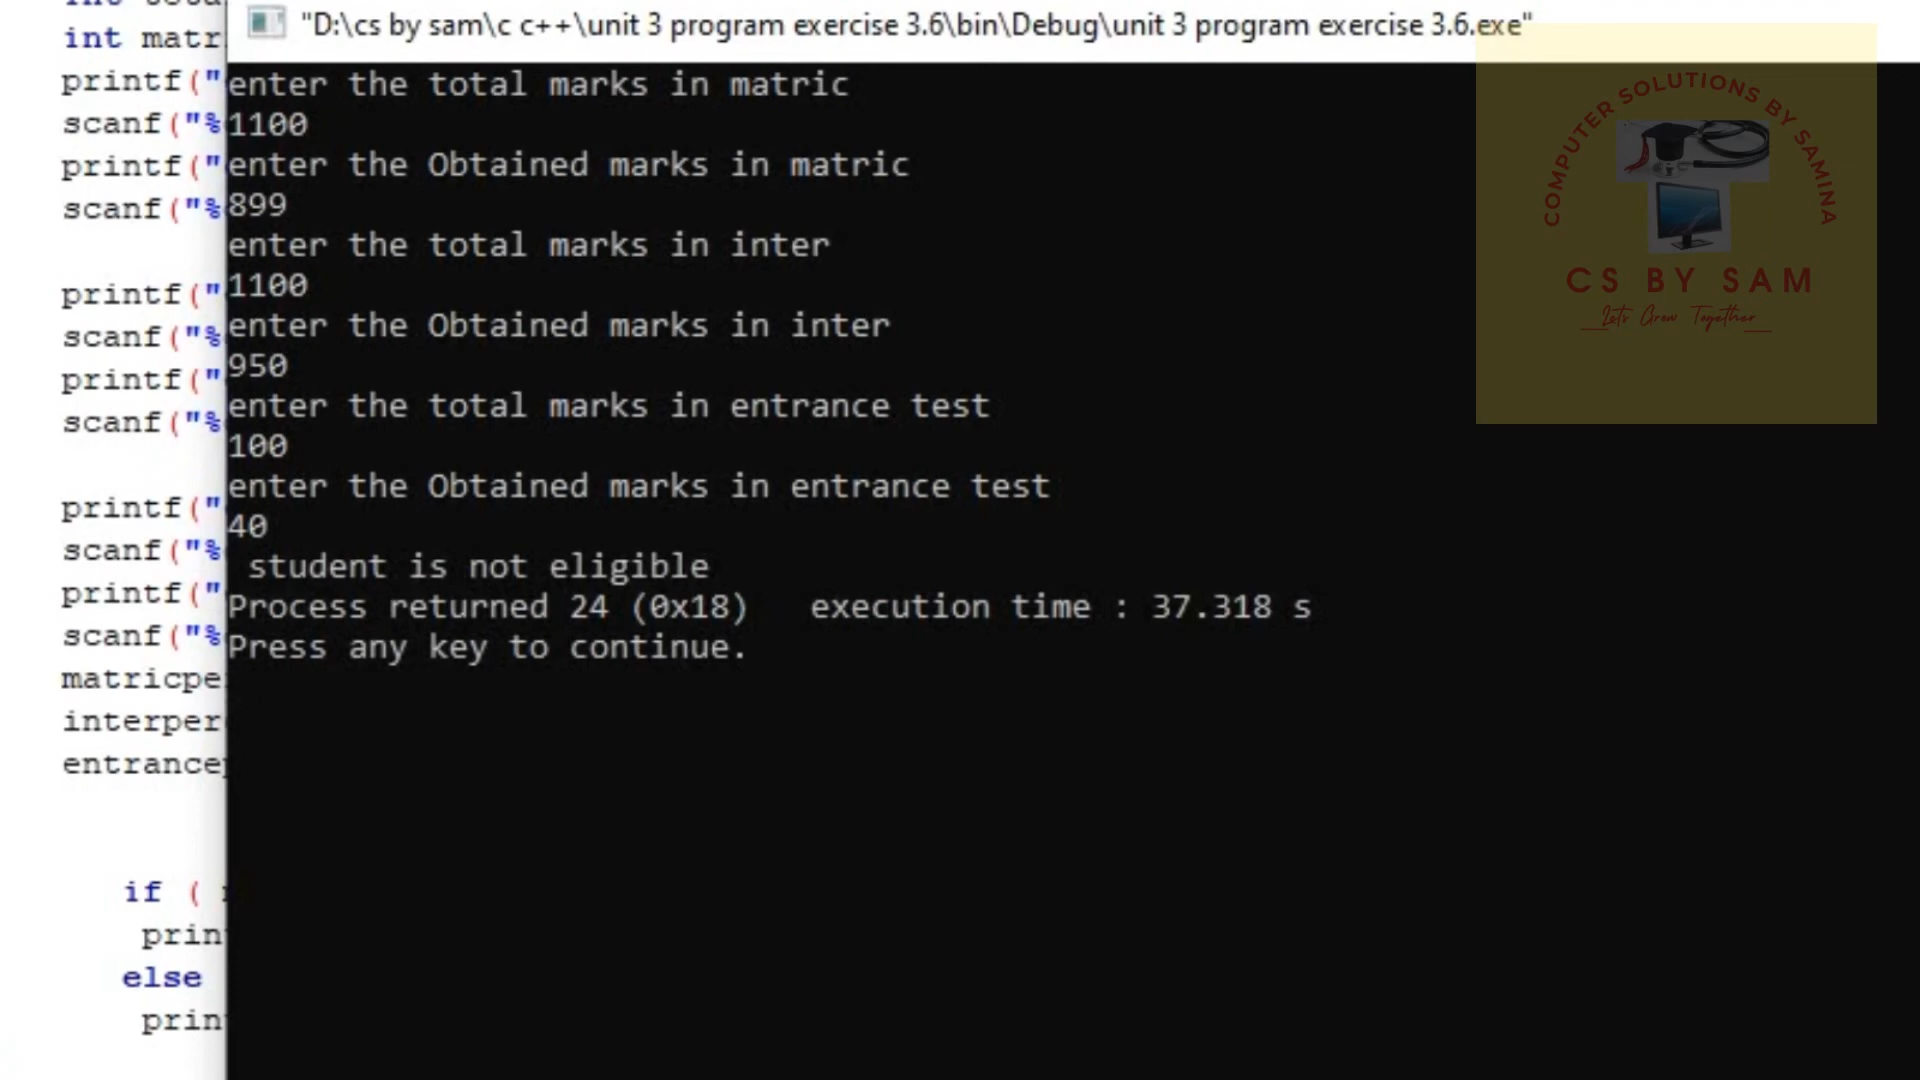 int
int matr
printf("
scanf("%
printf("
scanf("%
printf("
scanf("%
printf("
scanf("%
printf("
scanf("%
printf("
scanf("%
matricpe
interper
entrancep
if (
prin
else
prin
"D:\cs by sam\c c++\unit 3 program exercise 3.6\bin\Debug\unit 3 program exercise 3.6.exe"
enter the total marks in matric
1100
enter the Obtained marks in matric
899
enter the total marks in inter
1100
enter the Obtained marks in inter
950
enter the total marks in entrance test
100
enter the Obtained marks in entrance test
40
student is not eligible
Process returned 24 (0x18)   execution time : 37.318 s
Press any key to continue.
COMPUTER SOLUTIONS BY SAMINA
CS BY SAM
Lets Grow Together